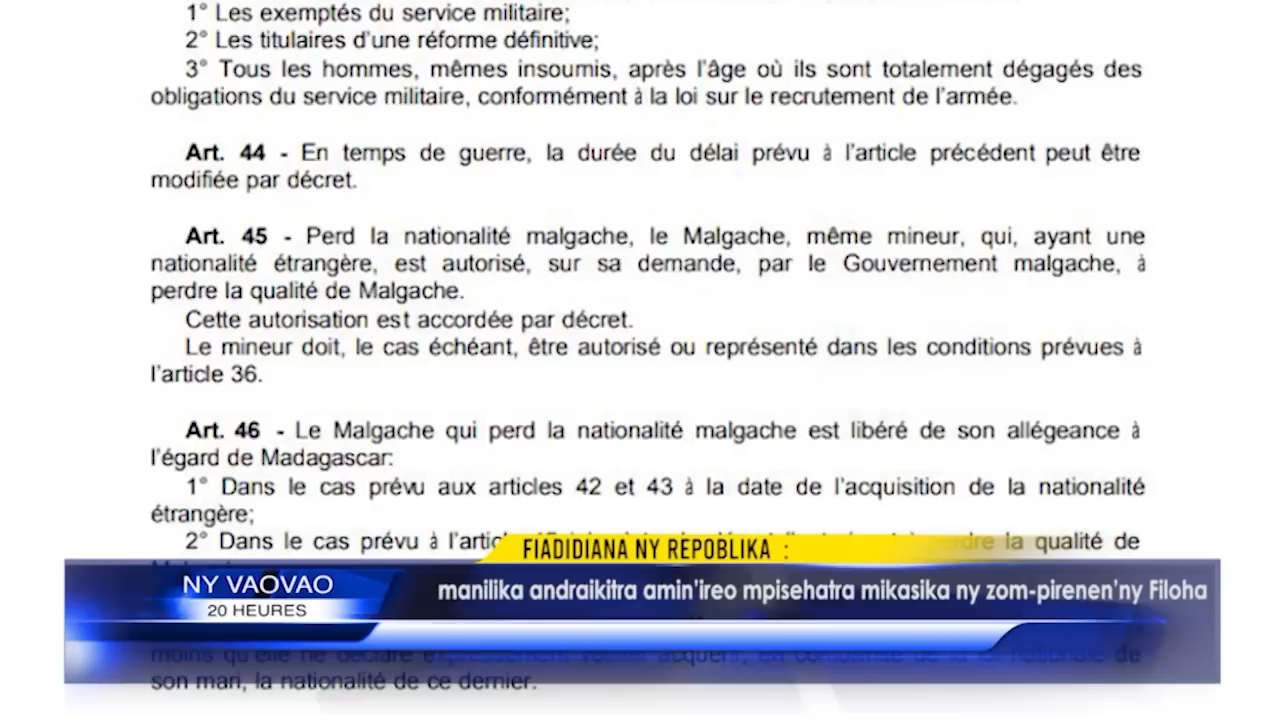 1° Les exemptés du service militaire;
2° Les titulaires d'une réforme définitive;
3° Tous les hommes, mêmes insoumis, après l'âge où ils sont totalement dégagés des
obligations du service militaire, conformément à la loi sur le recrutement de l'armée.
Art. 44 - En temps de guerre, la durée du délai prévu à l'article précédent peut être
modifiée par décret.
Art. 45 - Perd la nationalité malgache, le Malgache, même mineur, qui, ayant une
nationalité étrangère, est autorisé, sur sa demande, par le Gouvernement malgache, à
perdre la qualité de Malgache.
Cette autorisation est accordée par décret.
Le mineur doit, le cas échéant, être autorisé ou représenté dans les conditions prévues à
l'article 36.
Art. 46 - Le Malgache qui perd la nationalité malgache est libéré de son allégeance à
l'égard de Madagascar:
1° Dans le cas prévu aux articles 42 et 43 à la date de l'acquisition de la nationalité
étrangère;
2° Dans le cas prévu à la qualité de
FIADIDIANA NY REPOBLIKA :
NY VAOVAO
20 HEURES
manilika andraikitra amin'ireo mpisehatra mikasika ny zom-pirenen'ny Filoha
moins qu'elle ne déclare
son mari, la nationalité de ce dernier.